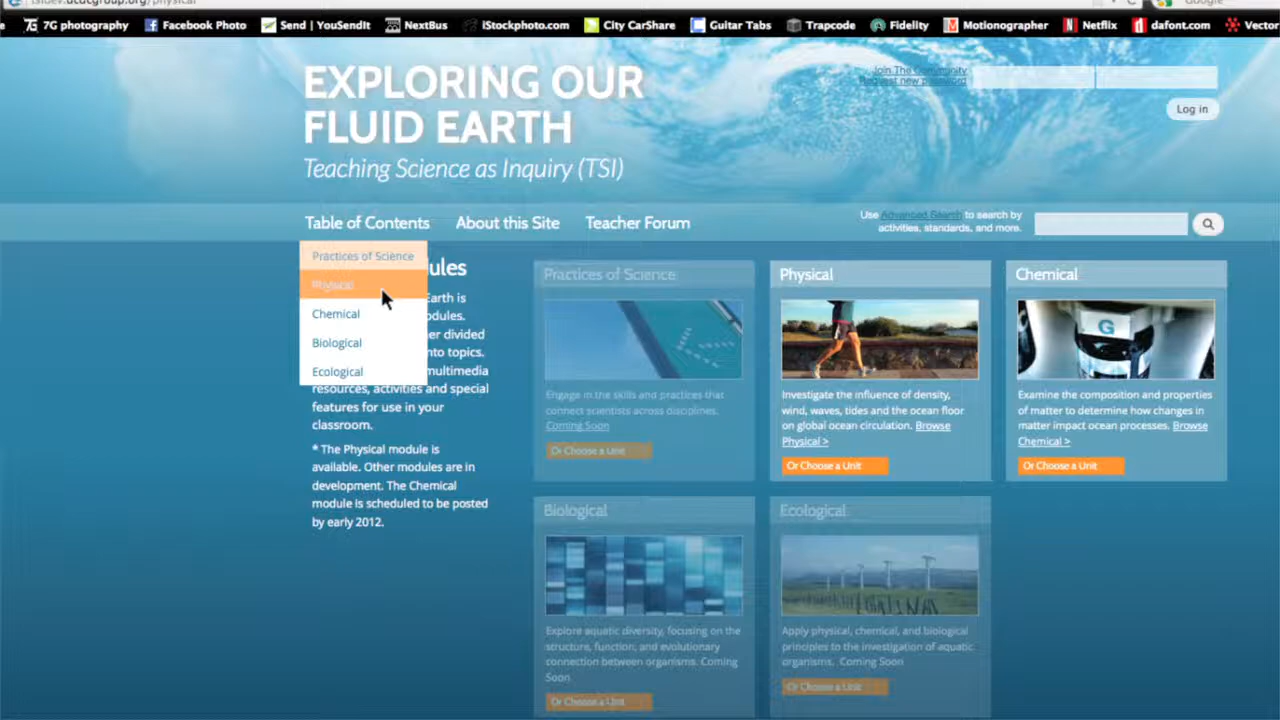 7G photography
Facebook Photo
Send | YouSendIt
NextBus
iStockphoto.com
City CarShare
Guitar Tabs
Trapcode
Fidelity
Motionographer
Netflix
dafont.com
Vector
EXPLORING OUR
FLUID EARTH
Teaching Science as Inquiry (TSI)
Join The Community
Request new password
Log in
Table of Contents
About this Site
Teacher Forum
Use Advanced Search to search by
activities, standards, and more.
Practices of Science
Physical
Chemical
Biological
Ecological
ules
Earth is
odules.
er divided
nto topics.
multimedia
resources, activities and special
features for use in your
classroom.
* The Physical module is
available. Other modules are in
development. The Chemical
module is scheduled to be posted
by early 2012.
Practices of Science
Engage in the skills and practices that
connect scientists across disciplines.
Coming Soon
Or Choose a Unit
Physical
Investigate the influence of density,
wind, waves, tides and the ocean floor
on global ocean circulation. Browse
Physical >
Or Choose a Unit
Chemical
G
Examine the composition and properties
of matter to determine how changes in
matter impact ocean processes. Browse
Chemical >
Or Choose a Unit
Biological
Explore aquatic diversity, focusing on the
structure, function, and evolutionary
connection between organisms. Coming
Soon
Or Choose a Unit
Ecological
Apply physical, chemical, and biological
principles to the investigation of aquatic
organisms. Coming Soon
Or Choose a Unit